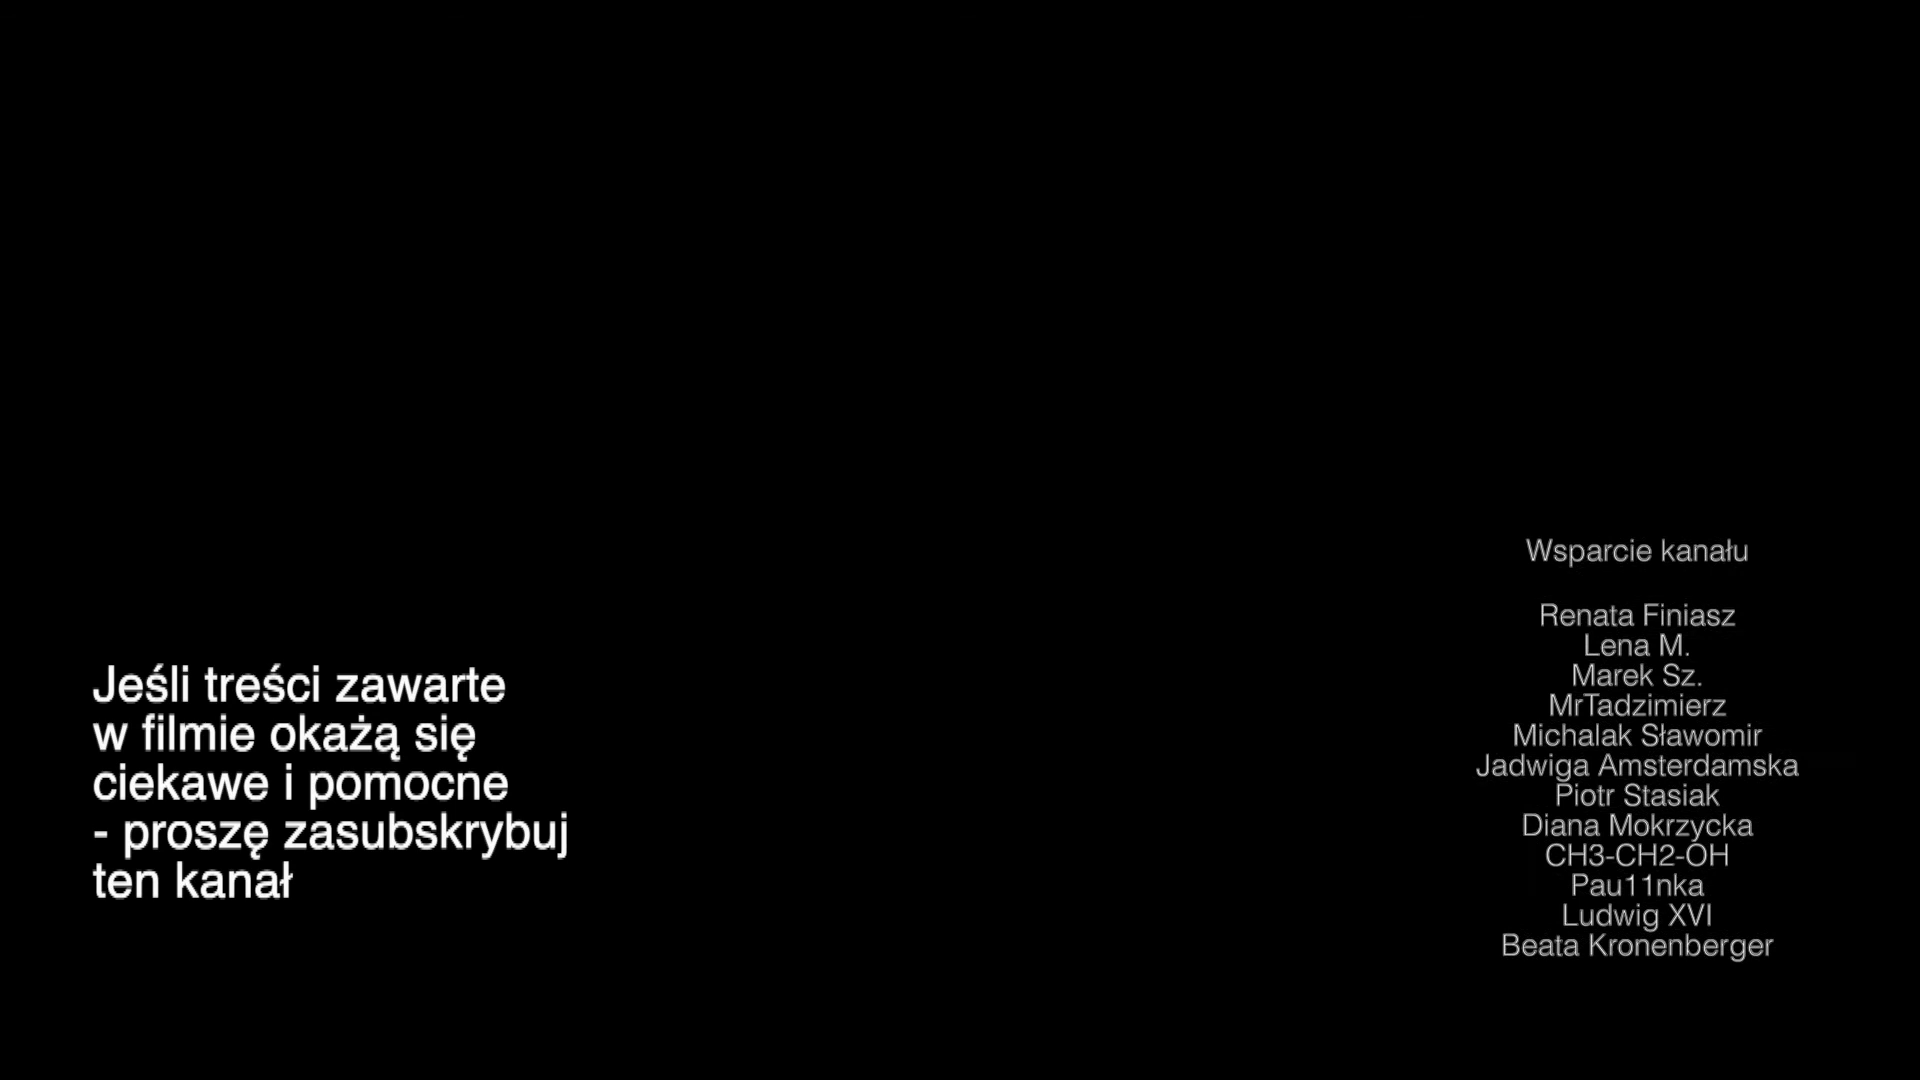 Jeśli treści zawarte
w filmie okażą się
ciekawe i pomocne
- proszę zasubskrybuj
ten kanał
Wsparcie kanału
Renata Finiasz
Lena M.
Marek Sz.
MrTadzimierz
Michalak Sławomir
Jadwiga Amsterdamska
Piotr Stasiak
Diana Mokrzycka
CH3-CH2-OH
Pau11nka
Ludwig XVI
Beata Kronenberger